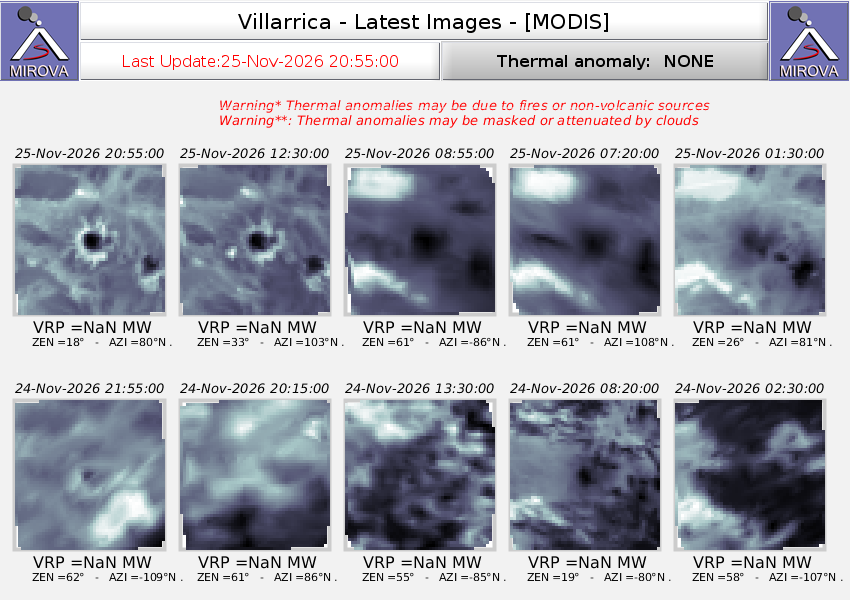 Villarrica - Latest Images - [MODIS]
MIROVA
Last Update:25-Nov-2026 20:55:00
Thermal anomaly: NONE
MIROVA
Warning* Thermal anomalies may be due to fires or non-volcanic sources
Warning**: Thermal anomalies may be masked or attenuated by clouds
25-Nov-2026 20:55:00 25-Nov-2026 12:30:00 25-Nov-2026 08:55:00 25-Nov-2026 07:20:00 25-Nov-2026 01:30:00
VRP =NaN MW VRP =NaN MW VRP =NaN MW VRP =NaN MW VRP =NaN MW
ZEN =18° - AZI =80°N . ZEN =33° - AZI =103°N . ZEN =61° - AZI =-86°N . ZEN =61° - AZI =108°N . ZEN =26° - AZI =81°N .
24-Nov-2026 21:55:00 24-Nov-2026 20:15:00 24-Nov-2026 13:30:00 24-Nov-2026 08:20:00 24-Nov-2026 02:30:00
VRP =NaN MW VRP =NaN MW VRP =NaN MW VRP =NaN MW VRP =NaN MW
ZEN =62° - AZI =-109°N . ZEN =61° - AZI =86°N . ZEN =55° - AZI =-85°N . ZEN =19° - AZI =-80°N . ZEN =58° - AZI =-107°N .